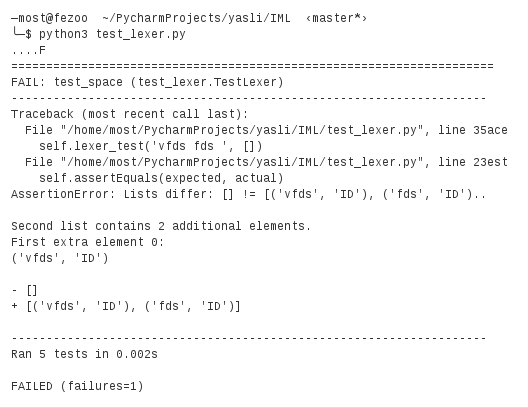 —most@fezoo ~/PycharmProjects/yasli/IML ‹master*›
╰─$ python3 test_lexer.py
....F
======================================================================
FAIL: test_space (test_lexer.TestLexer)
----------------------------------------------------------------------
Traceback (most recent call last):
  File "/home/most/PycharmProjects/yasli/IML/test_lexer.py", line 35ace
    self.lexer_test('vfds fds ', [])
  File "/home/most/PycharmProjects/yasli/IML/test_lexer.py", line 23est
    self.assertEquals(expected, actual)
AssertionError: Lists differ: [] != [('vfds', 'ID'), ('fds', 'ID')..

Second list contains 2 additional elements.
First extra element 0:
('vfds', 'ID')

- []
+ [('vfds', 'ID'), ('fds', 'ID')]

----------------------------------------------------------------------
Ran 5 tests in 0.002s

FAILED (failures=1)